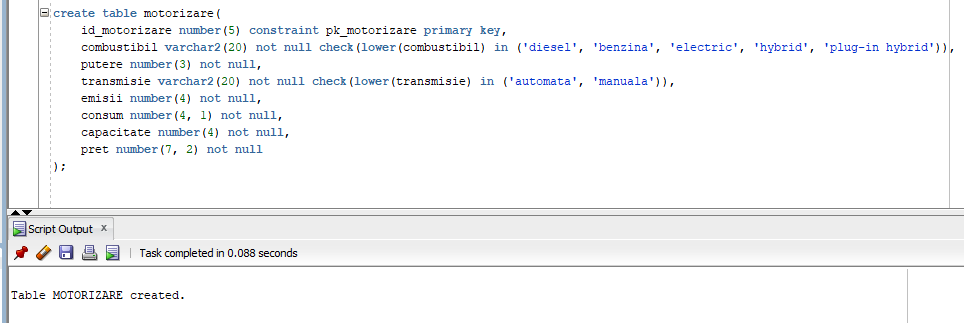 create table motorizare(
id_motorizare number(5) constraint pk_motorizare primary key,
combustibil varchar2(20) not null check(lower(combustibil) in ('diesel', 'benzina', 'electric', 'hybrid', 'plug-in hybrid')),
putere number(3) not null,
transmisie varchar2(20) not null check(lower(transmisie) in ('automata', 'manuala')),
emisii number(4) not null,
consum number(4, 1) not null,
capacitate number(4) not null,
pret number(7, 2) not null
);
Script Output x
Task completed in 0.088 seconds
Table MOTORIZARE created.